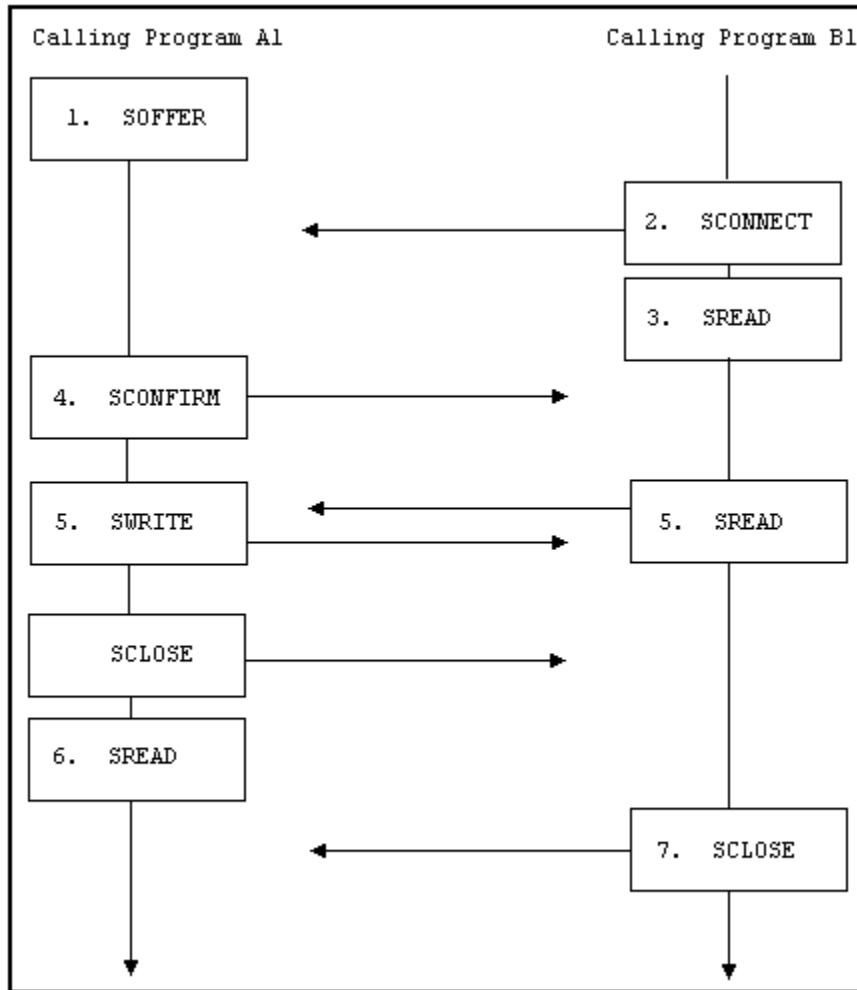 Calling Program A1
Calling Program B1
1. SOFFER
2. SCONNECT
3. SREAD
4. SCONFIRM
5. SWRITE
5. SREAD
SCLOSE
6. SREAD
7. SCLOSE